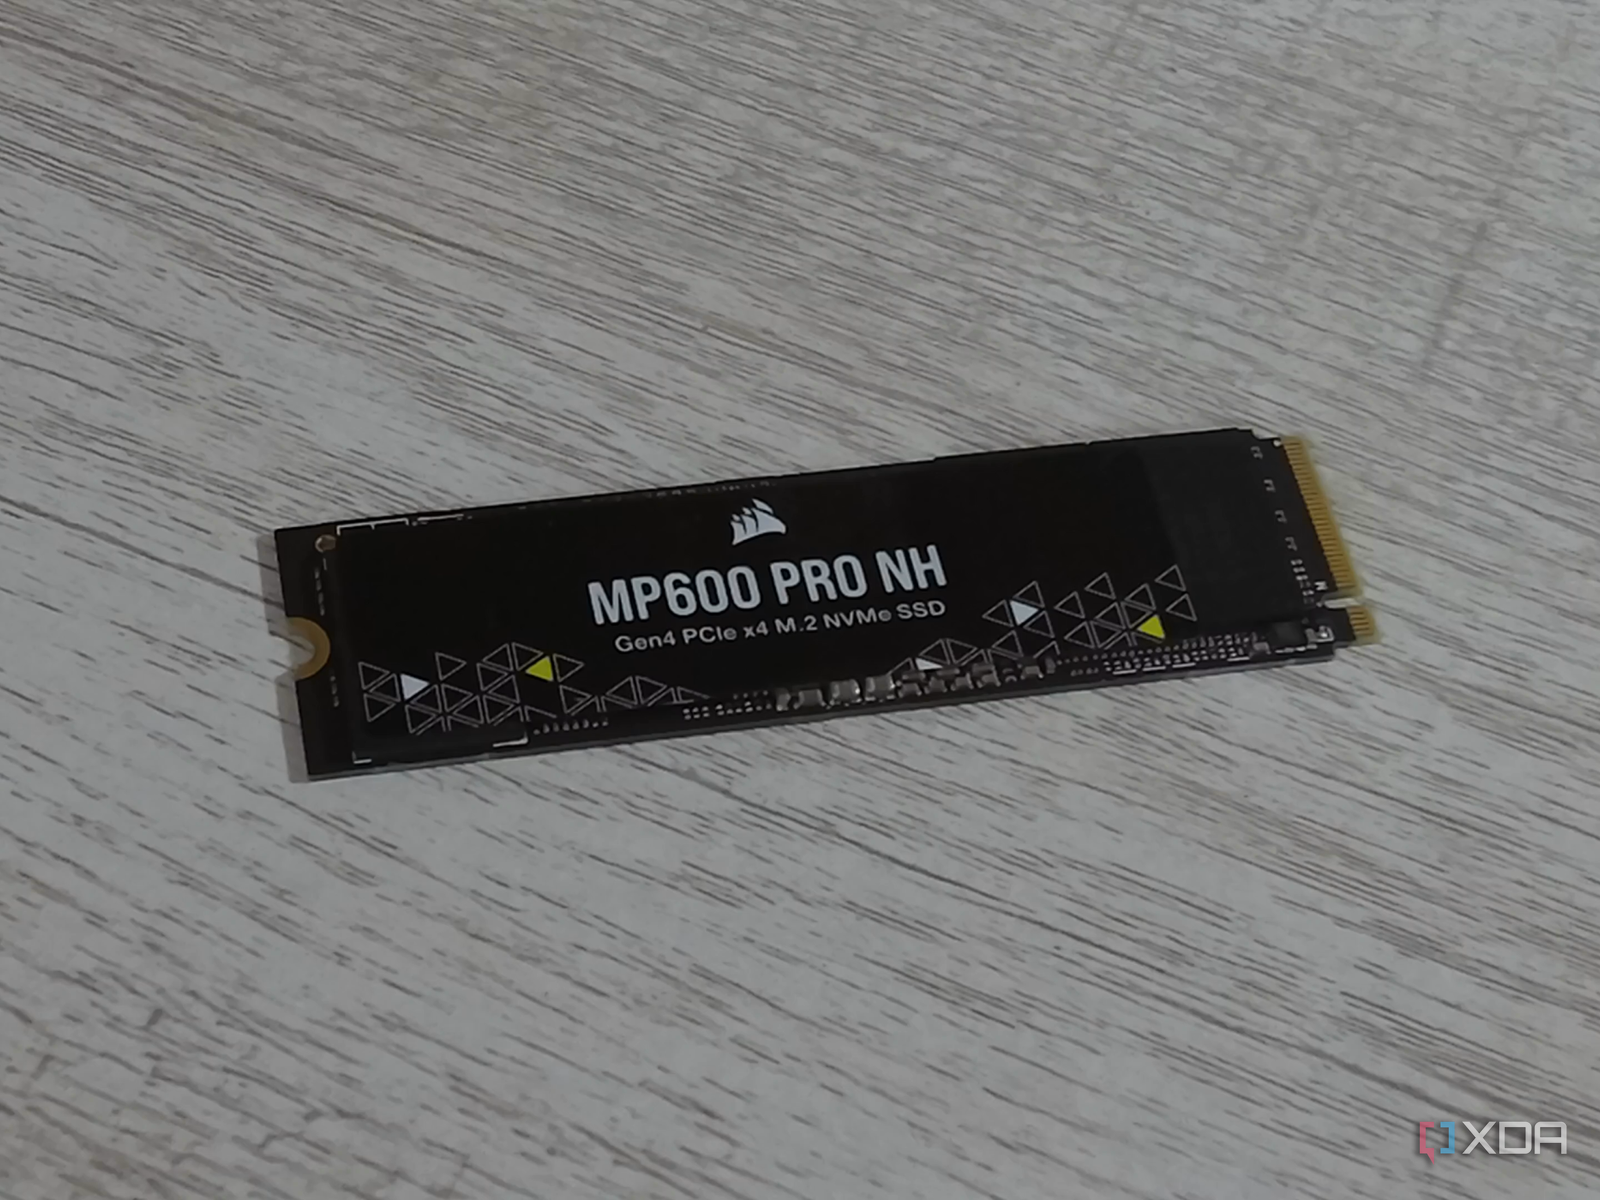 MP600 PRO NH
Gen4 PCIe x4 M.2 NVMe SSD
XDA